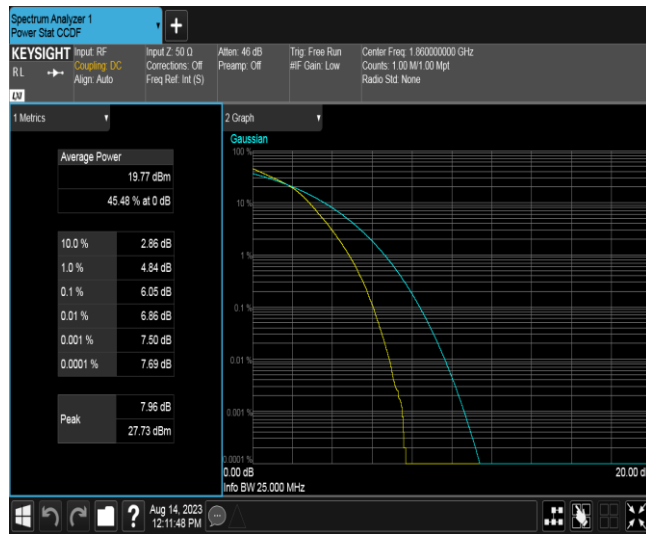 Spectrum Analyzer 1
Power Stat CCDF
+
KEYSIGHT
RL
LXI
Input: RF
Coupling: DC
Align: Auto
Input Z: 50 Ω
Corrections: Off
Freq Ref: Int (S)
Atten: 46 dB
Preamp: Off
Trig: Free Run
#IF Gain: Low
Center Freq: 1.860000000 GHz
Counts: 1.00 M/1.00 Mpt
Radio Std: None
1 Metrics
Average Power
19.77 dBm
45.48 % at 0 dB
10.0 % 2.86 dB
1.0 % 4.84 dB
0.1 % 6.05 dB
0.01 % 6.86 dB
0.001 % 7.50 dB
0.0001 % 7.69 dB
Peak
7.96 dB
27.73 dBm
2 Graph
Gaussian
100 %
10 %
1 %
0.1 %
0.01 %
0.001 %
0.0001 %
0.00 dB
20.00 d
Info BW 25.000 MHz
?
Aug 14, 2023
12:11:48 PM